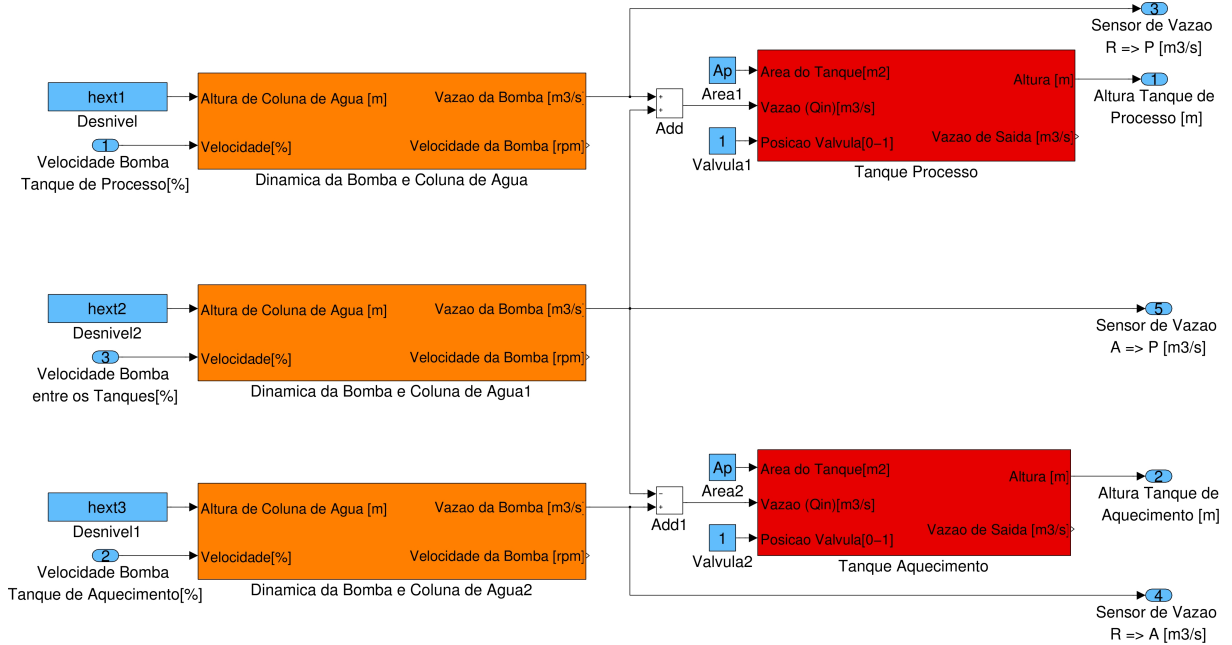 3
Sensor de Vazao
R => P [m3/s]
hext1
Desnivel
1
Velocidade Bomba
Tanque de Processo[%]
Altura de Coluna de Agua [m]
Vazao da Bomba [m3/s]
Velocidade[%]
Velocidade da Bomba [rpm]
Dinamica da Bomba e Coluna de Agua
+
+
Add
Ap
Area1
1
Valvula1
Area do Tanque[m2]
Altura [m]
Vazao (Qin)[m3/s]
Vazao de Saida [m3/s]
Posicao Valvula[0-1]
Tanque Processo
1
Altura Tanque de
Processo [m]
hext2
Desnivel2
3
Velocidade Bomba
entre os Tanques[%]
Altura de Coluna de Agua [m]
Vazao da Bomba [m3/s]
Velocidade[%]
Velocidade da Bomba [rpm]
Dinamica da Bomba e Coluna de Agua1
5
Sensor de Vazao
A => P [m3/s]
hext3
Desnivel1
2
Velocidade Bomba
Tanque de Aquecimento[%]
Altura de Coluna de Agua [m]
Vazao da Bomba [m3/s]
Velocidade[%]
Velocidade da Bomba [rpm]
Dinamica da Bomba e Coluna de Agua2
−
+
Add1
Ap
Area2
1
Valvula2
Area do Tanque[m2]
Altura [m]
Vazao (Qin)[m3/s]
Vazao de Saida [m3/s]
Posicao Valvula[0-1]
Tanque Aquecimento
2
Altura Tanque de
Aquecimento [m]
4
Sensor de Vazao
R => A [m3/s]